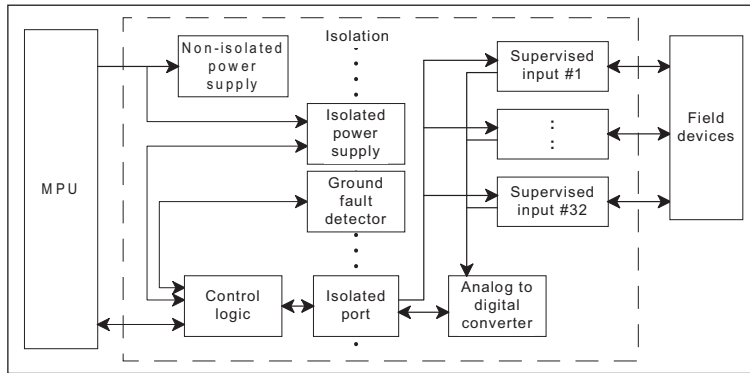 MPU
Non-isolated
power
supply
Isolation
Isolated
power
supply
Ground
fault
detector
Control
logic
Isolated
port
Supervised
input #1
Supervised
input #32
Analog to
digital
converter
Field
devices